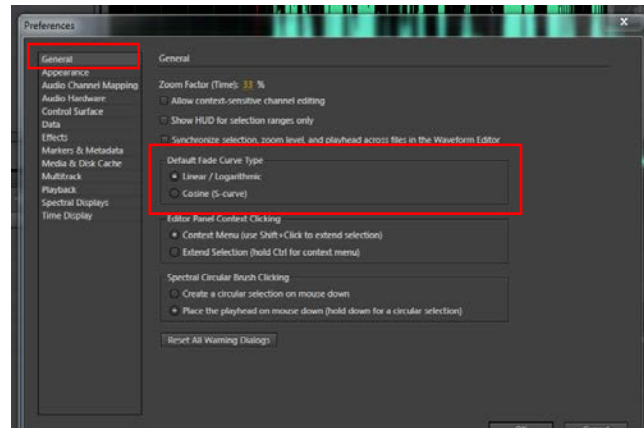 Preferences
X
General
Appearance
Audio Channel Mapping
Audio Hardware
Control Surface
Data
Effects
Markers & Metadata
Media & Disk Cache
Multitrack
Playback
Spectral Displays
Time Display
General
Zoom Factor (Time): 33 %
Allow context-sensitive channel editing
Show HUD for selection ranges only
Synchronize selection, zoom level, and playhead across files in the Waveform Editor
Default Fade Curve Type
Linear / Logarithmic
Cosine (S-curve)
Editor Panel Context Clicking
Context Menu (use Shift+Click to extend selection)
Extend Selection (hold Ctrl for context menu)
Spectral Circular Brush Clicking
Create a circular selection on mouse down
Place the playhead on mouse down (hold down for a circular selection)
Reset All Warning Dialogs